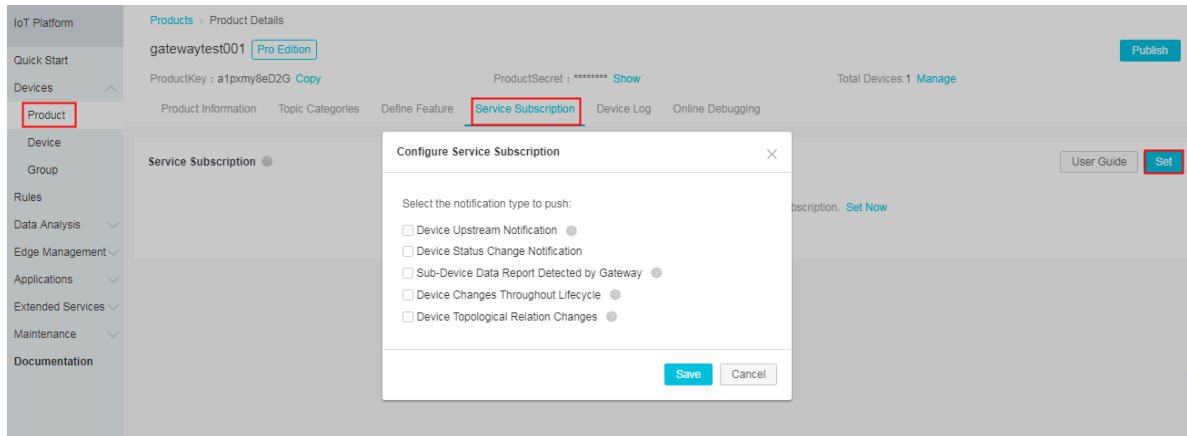 IoT Platform
Products > Product Details
gatewaytest001 Pro Edition
Publish
Quick Start
ProductKey : a1pxmy8eD2G Copy
ProductSecret : ******** Show
Total Devices:1 Manage
Devices
Product Information
Topic Categories
Define Feature
Service Subscription
Device Log
Online Debugging
Product
Device
Group
Rules
Data Analysis
Edge Management
Applications
Extended Services
Maintenance
Documentation
Service Subscription
User Guide
Set
bscription. Set Now
Configure Service Subscription
Select the notification type to push:
Device Upstream Notification
Device Status Change Notification
Sub-Device Data Report Detected by Gateway
Device Changes Throughout Lifecycle
Device Topological Relation Changes
Save
Cancel